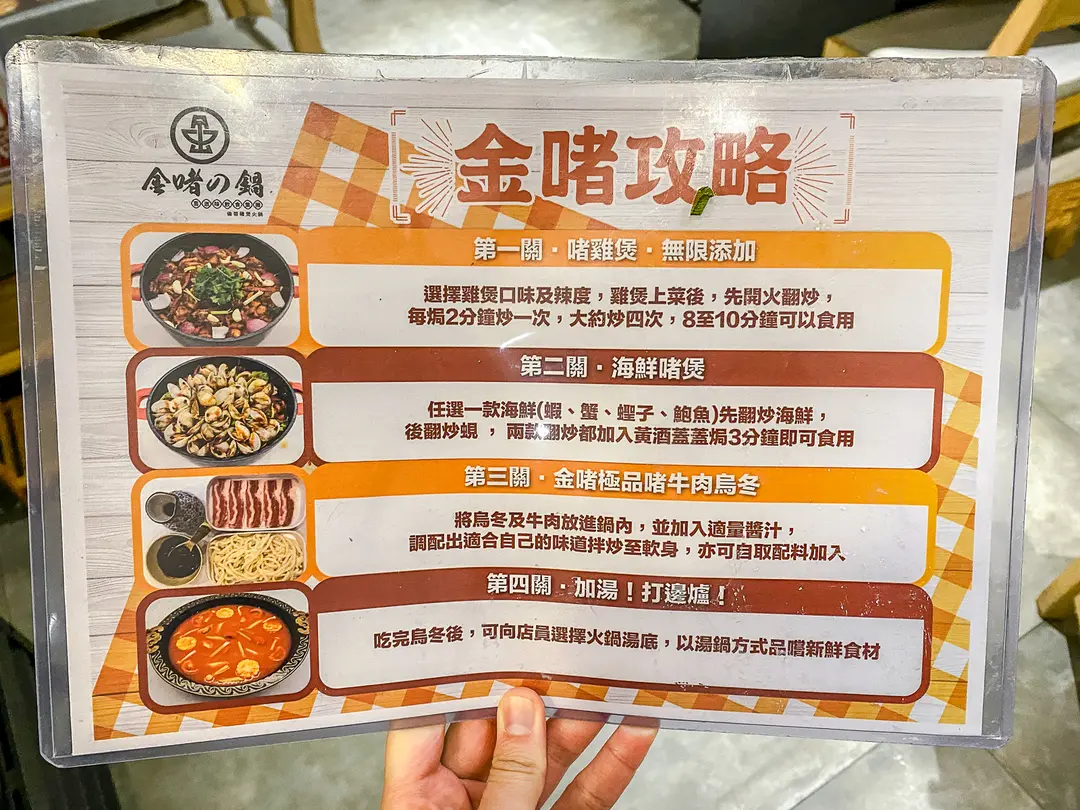 金啫の鍋
金啫攻略
第一關·啫雞煲·無限添加
選擇雞煲口味及辣度，雞煲上菜後，先開火翻炒，
每焗2分鐘炒一次，大約炒四次，8至10分鐘可以食用
第二關·海鮮啫煲
任選一款海鮮(蝦、蟹、蟶子、鮑魚)先翻炒海鮮，
後翻炒蜆 ， 兩款翻炒都加入黃酒蓋蓋焗3分鐘即可食用
第三關·金啫極品啫牛肉烏冬
將烏冬及牛肉放進鍋內，並加入適量醬汁，
調配出適合自己的味道拌炒至軟身，亦可自取配料加入
第四關·加湯！打邊爐！
吃完烏冬後，可向店員選擇火鍋湯底，以湯鍋方式品嚐新鮮食材